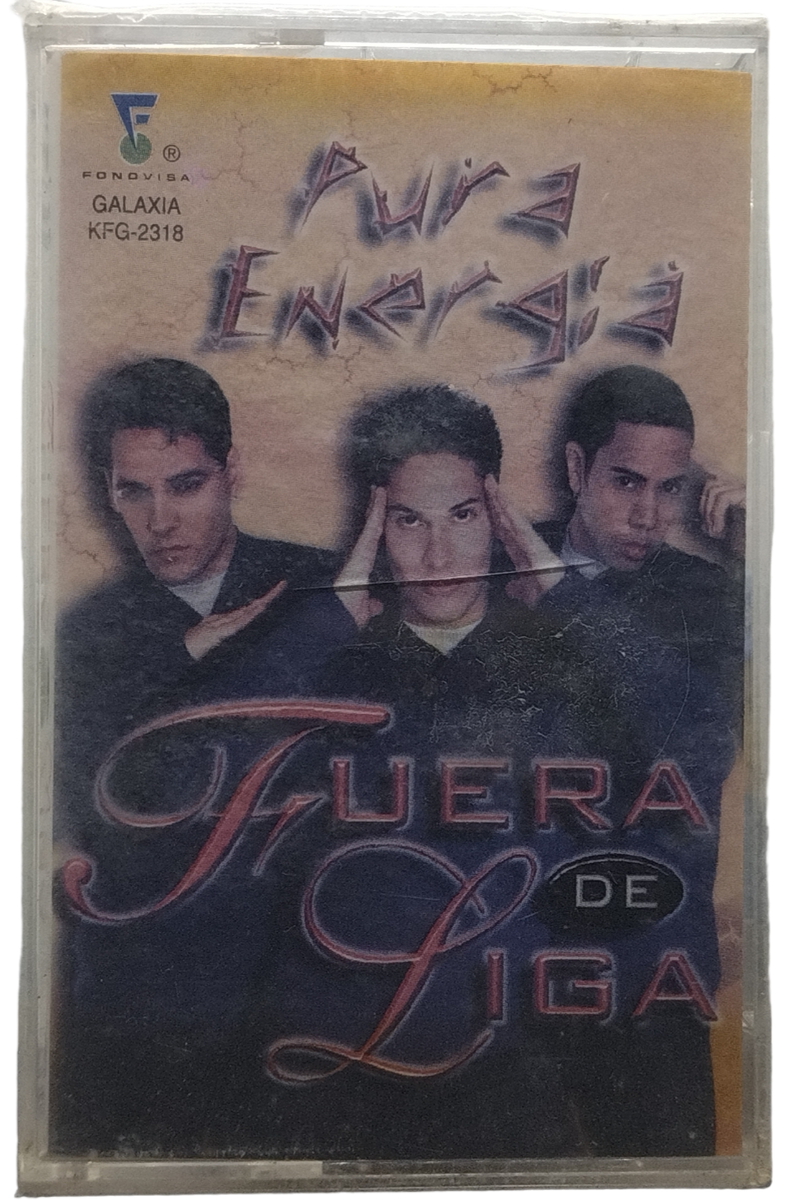 F
®
FONOVISA
GALAXIA
KFG-2318
Pura
Energía
FUERA
DE
LIGA